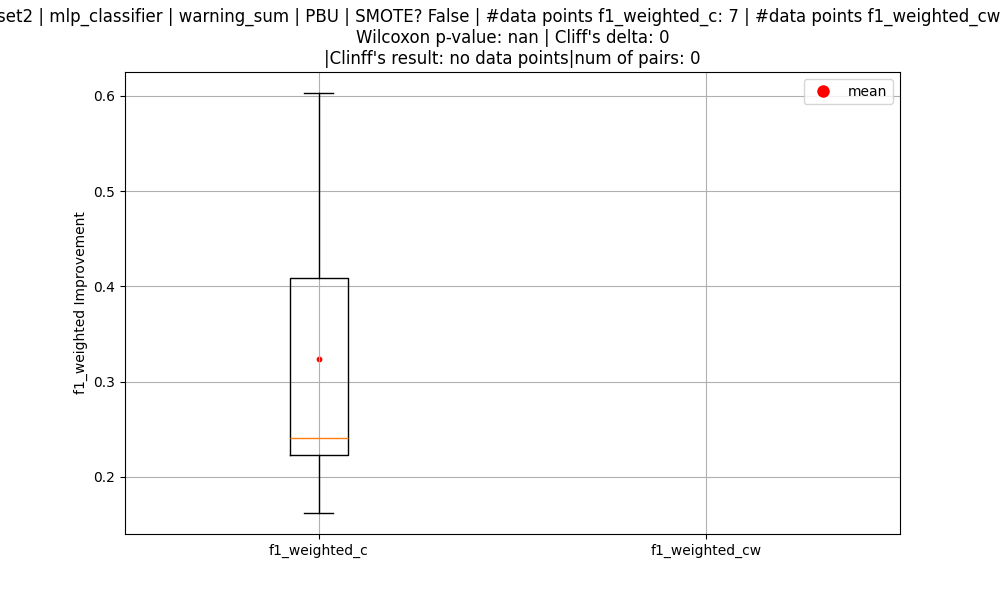 set2 | mlp_classifier | warning_sum | PBU | SMOTE? False | #data points f1_weighted_c: 7 | #data points f1_weighted_cw
Wilcoxon p-value: nan | Cliff's delta: 0
|Clinff's result: no data points|num of pairs: 0
mean
0.6
0.5
0.4
0.3
0.2
f1_weighted Improvement
f1_weighted_c
f1_weighted_cw